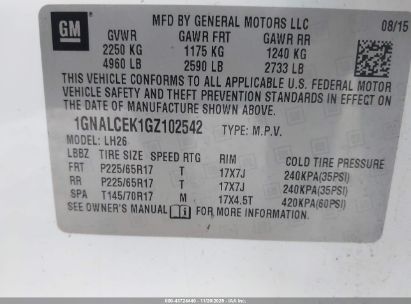 GM
MFD BY GENERAL MOTORS LLC
08/15
GVWR GAWR FRT GAWR RR
2250 KG 1175 KG 1240 KG
4960 LB 2590 LB 2733 LB
THIS VEHICLE CONFORMS TO ALL APPLICABLE U.S. FEDERAL MOTOR
VEHICLE SAFETY AND THEFT PREVENTION STANDARDS IN EFFECT ON
THE DATE OF MANUFACTURE SHOWN ABOVE.
1GNALCEK1GZ102542 TYPE: M.P.V.
MODEL: LH26
LBBZ TIRE SIZE SPEED RTG RIM COLD TIRE PRESSURE
FRT P225/65R17 T 17X7J 240KPA(35PSI)
RR P225/65R17 T 17X7J 240KPA(35PSI)
SPA T145/70R17 M 17X4.5T 420KPA(60PSI)
SEE OWNER'S MANUAL FOR MORE INFORMATION.